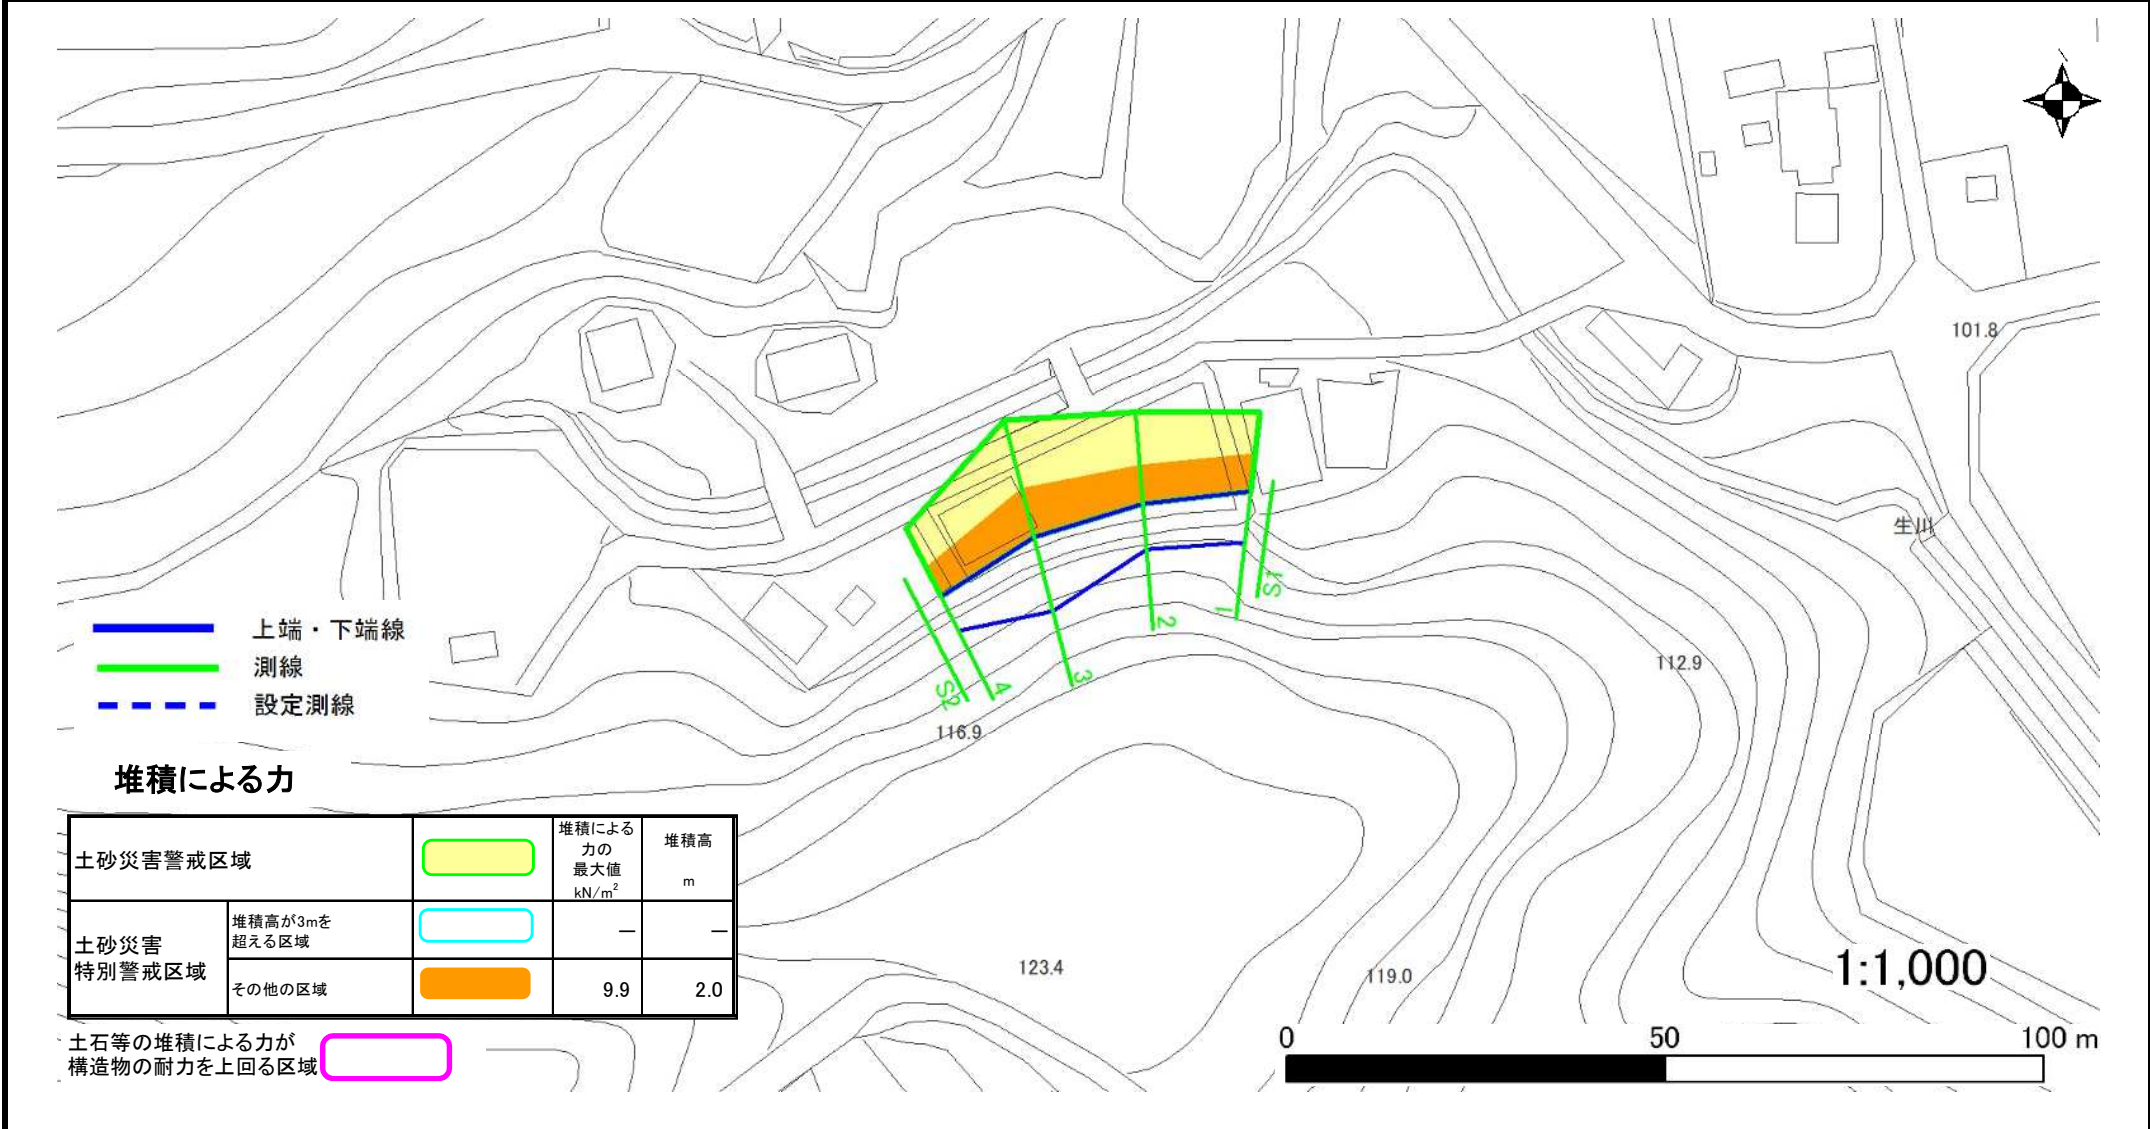 101.8
生川
112.9
116.9
123.4
119.0
S1
1
2
3
4
S2
上端・下端線
測線
設定測線
堆積による力
土砂災害警戒区域
堆積による
力の
最大値
kN/m²
堆積高
m
土砂災害
特別警戒区域
堆積高が3mを
超える区域
―
―
その他の区域
9.9
2.0
土石等の堆積による力が
構造物の耐力を上回る区域
1:1,000
0 50 100 m